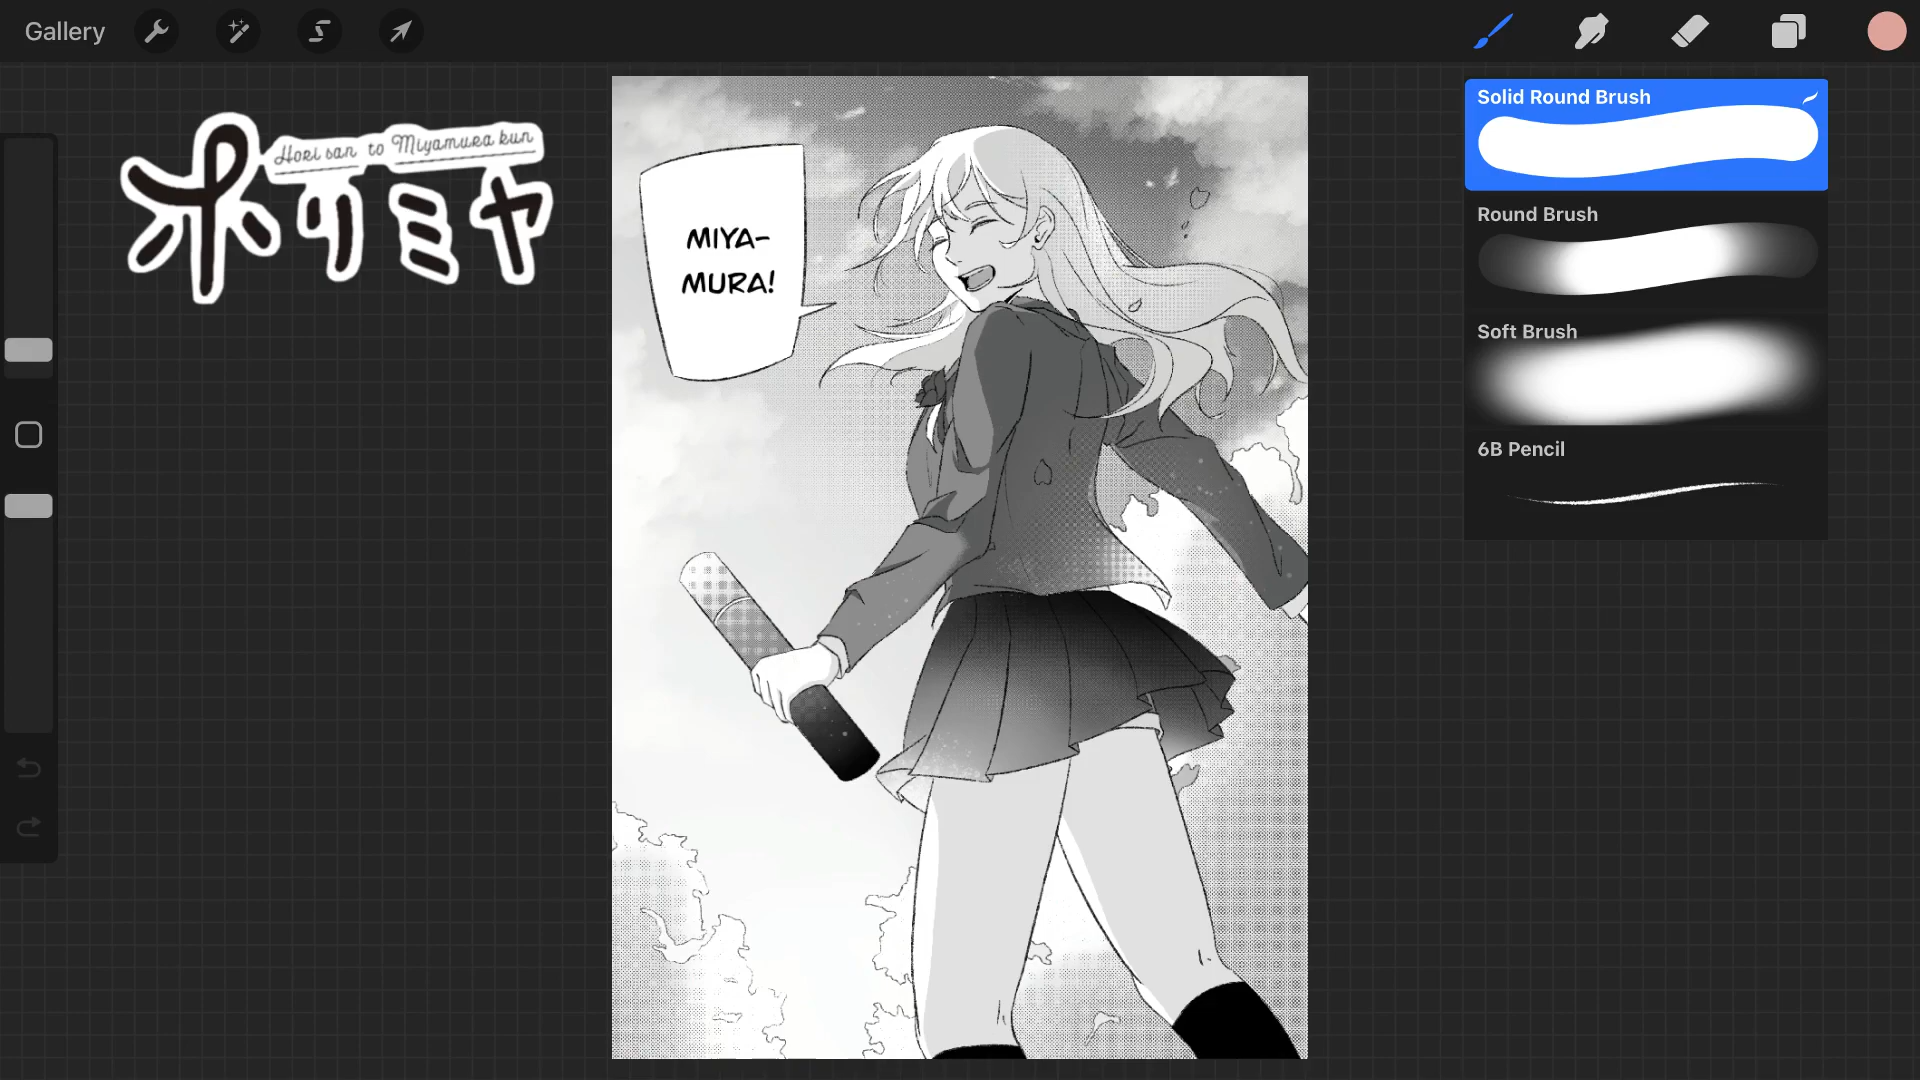 Gallery
Hori san to Miyamura kun
ホリミヤ
MIYA-
MURA!
Solid Round Brush
Round Brush
Soft Brush
6B Pencil